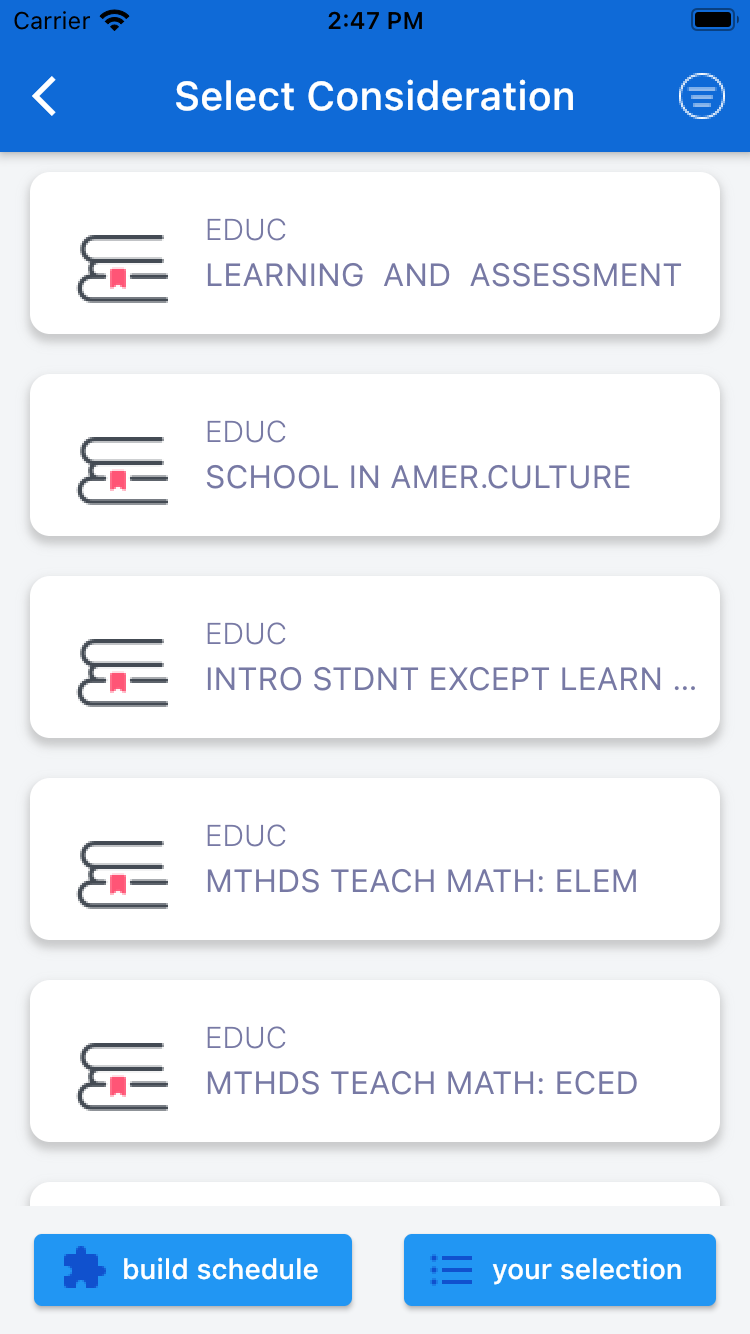 Carrier 2:47 PM
Select Consideration
EDUC
LEARNING AND ASSESSMENT
EDUC
SCHOOL IN AMER.CULTURE
EDUC
INTRO STDNT EXCEPT LEARN ...
EDUC
MTHDS TEACH MATH: ELEM
EDUC
MTHDS TEACH MATH: ECED
build schedule your selection